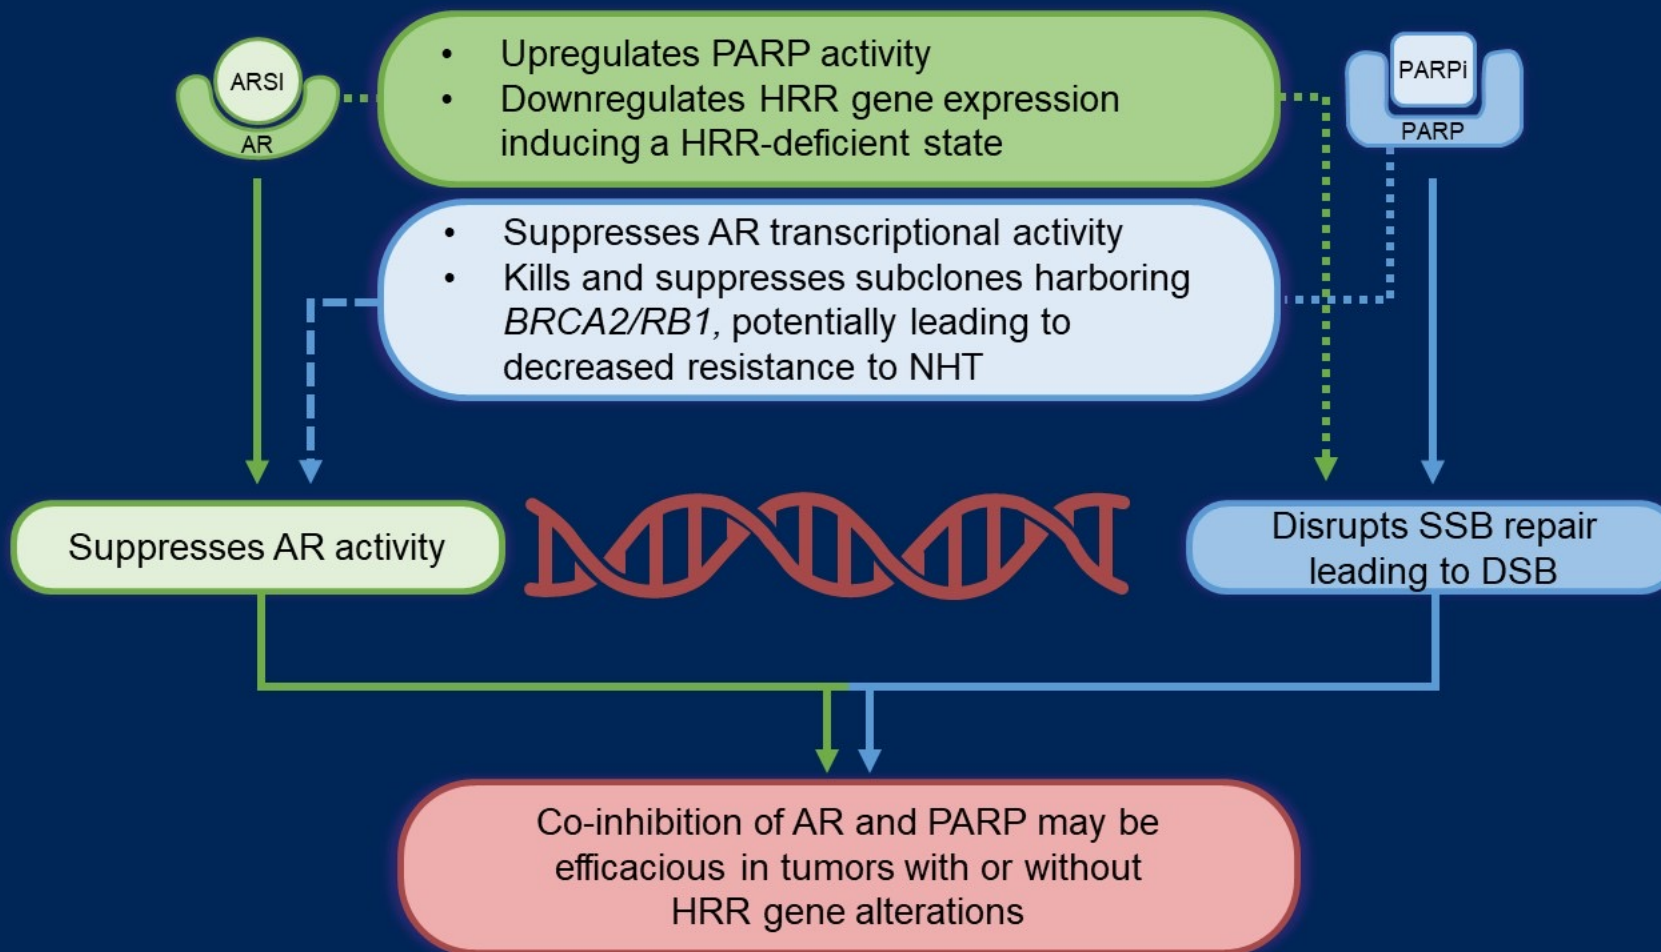 ARSI
AR
• Upregulates PARP activity
• Downregulates HRR gene expression
inducing a HRR-deficient state
PARPi
PARP
• Suppresses AR transcriptional activity
• Kills and suppresses subclones harboring
BRCA2/RB1, potentially leading to
decreased resistance to NHT
Suppresses AR activity
Disrupts SSB repair
leading to DSB
Co-inhibition of AR and PARP may be
efficacious in tumors with or without
HRR gene alterations